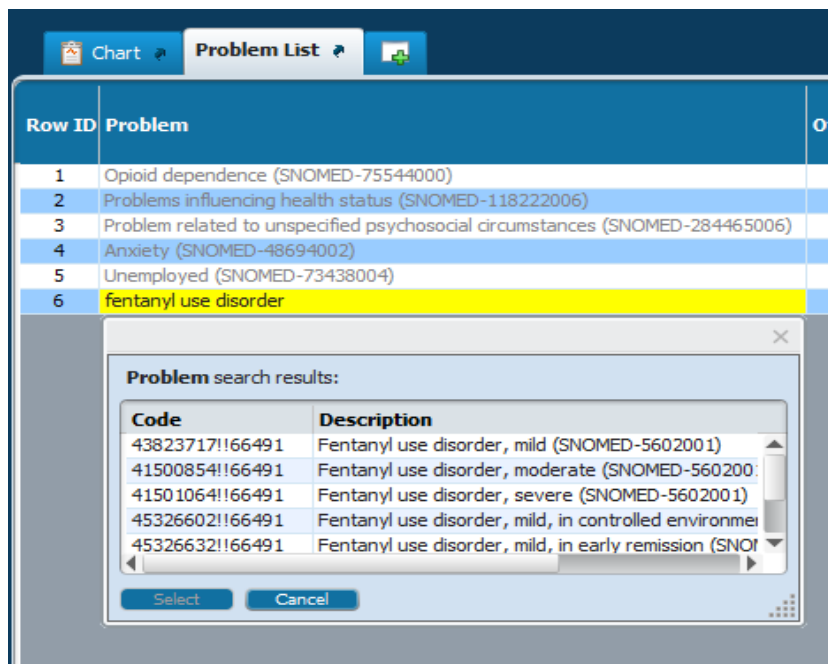 Chart
Problem List
Row ID Problem
1 Opioid dependence (SNOMED-75544000)
2 Problems influencing health status (SNOMED-118222006)
3 Problem related to unspecified psychosocial circumstances (SNOMED-284465006)
4 Anxiety (SNOMED-48694002)
5 Unemployed (SNOMED-73438004)
6 fentanyl use disorder
Problem search results:
Code Description
43823717!!66491 Fentanyl use disorder, mild (SNOMED-5602001)
41500854!!66491 Fentanyl use disorder, moderate (SNOMED-560200
41501064!!66491 Fentanyl use disorder, severe (SNOMED-5602001)
45326602!!66491 Fentanyl use disorder, mild, in controlled environme
45326632!!66491 Fentanyl use disorder, mild, in early remission (SNO
Select Cancel